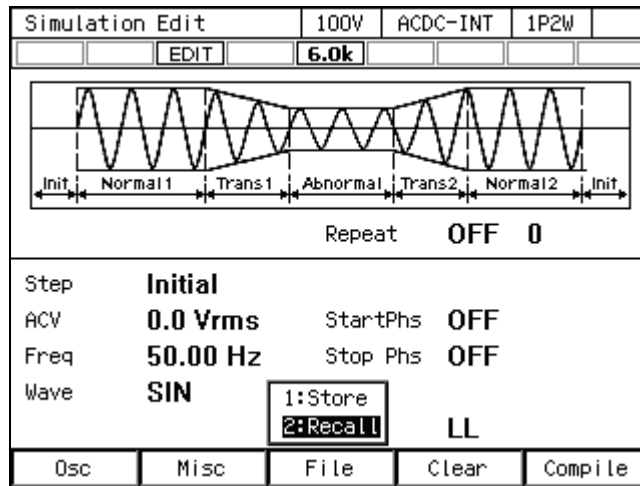 Simulation Edit 100V ACDC-INT 1P2W
EDIT 6.0k
Init Normal1 Trans1 Abnormal Trans2 Normal2 Init
Repeat OFF 0
Step Initial
ACV 0.0 Vrms StartPhs OFF
Freq 50.00 Hz Stop Phs OFF
Wave SIN
1:Store
2:Recall LL
Osc Misc File Clear Compile